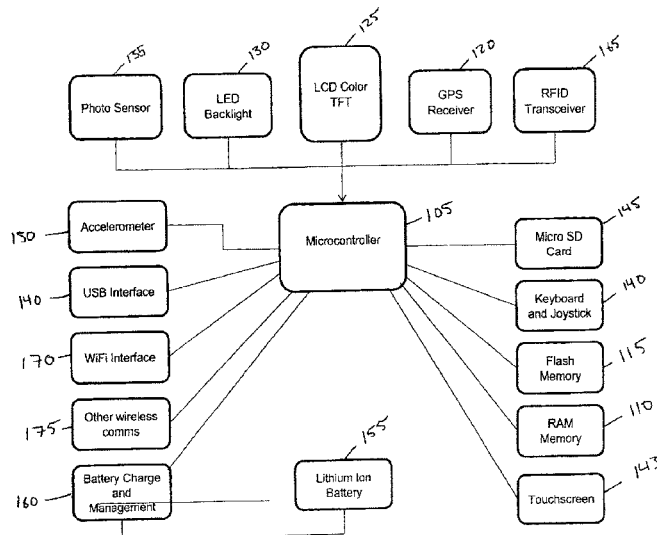 125
135
130
120
165
Photo Sensor
LED
Backlight
LCD Color
TFT
GPS
Receiver
RFID
Transceiver
150
Accelerometer
Microcontroller
105
145
Micro SD
Card
140
USB Interface
Keyboard
and Joystick
140
170
WiFi Interface
Flash
Memory
115
175
Other wireless
comms
RAM
Memory
110
160
Battery Charge
and
Management
155
Lithium Ion
Battery
Touchscreen
143